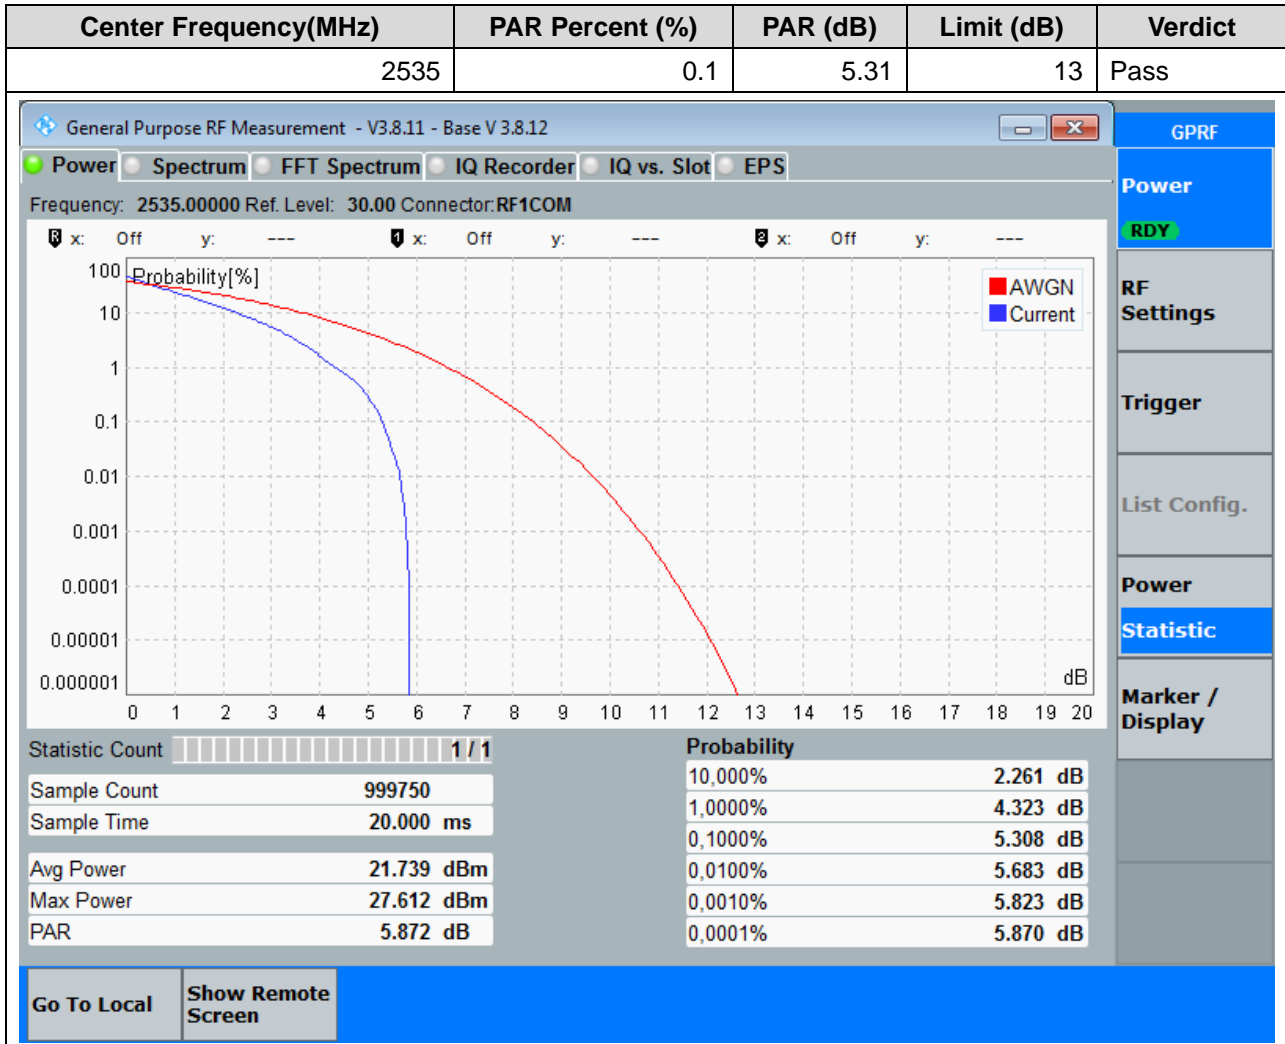 Center Frequency(MHz) PAR Percent (%) PAR (dB) Limit (dB) Verdict
2535 0.1 5.31 13 Pass
General Purpose RF Measurement - V3.8.11 - Base V 3.8.12
GPRF
Power Spectrum FFT Spectrum IQ Recorder IQ vs. Slot EPS
Frequency: 2535.00000 Ref. Level: 30.00 Connector:RF1COM
R x: Off y: --- 1 x: Off y: --- 2 x: Off y: ---
Probability[%]
100
10
1
0.1
0.01
0.001
0.0001
0.00001
0.000001
AWGN
Current
dB
0 1 2 3 4 5 6 7 8 9 10 11 12 13 14 15 16 17 18 19 20
Statistic Count 1 / 1
Sample Count 999750
Sample Time 20.000 ms
Avg Power 21.739 dBm
Max Power 27.612 dBm
PAR 5.872 dB
Probability
10,000% 2.261 dB
1,0000% 4.323 dB
0,1000% 5.308 dB
0,0100% 5.683 dB
0,0010% 5.823 dB
0,0001% 5.870 dB
Power
RDY
RF
Settings
Trigger
List Config.
Power
Statistic
Marker /
Display
Go To Local
Show Remote
Screen